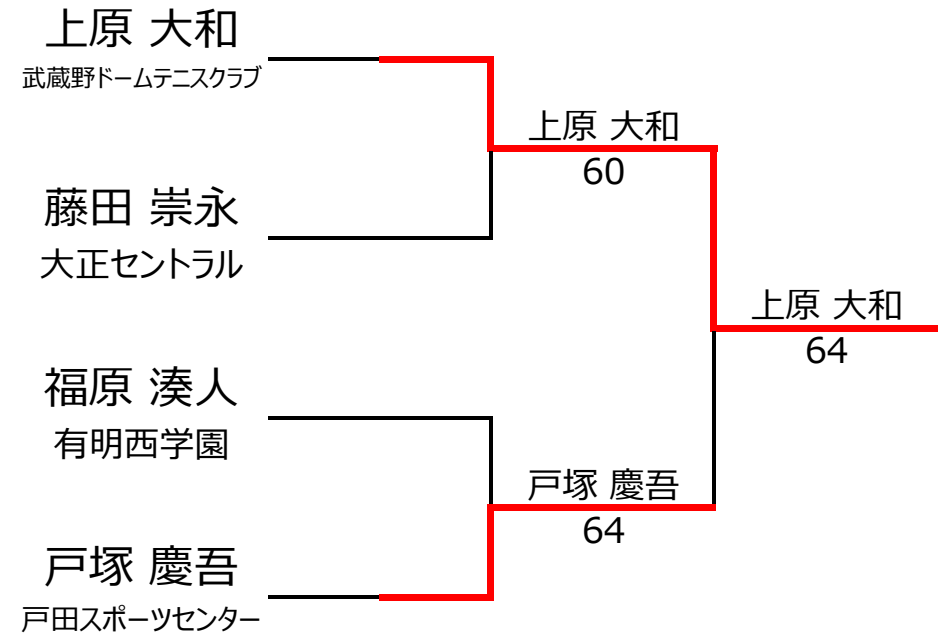 上原 大和
武蔵野ドームテニスクラブ
上原 大和
60
藤田 崇永
大正セントラル
上原 大和
64
福原 湊人
有明西学園
戸塚 慶吾
64
戸塚 慶吾
戸田スポーツセンター